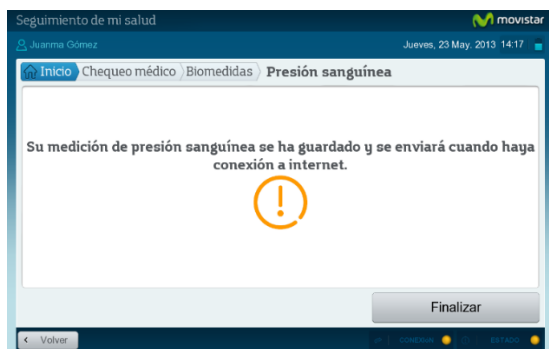 Seguimiento de mi salud
movistar
Juanma Gómez
Jueves, 23 May. 2013 14:17
Inicio Chequeo médico Biomedidas Presión sanguínea
Su medición de presión sanguínea se ha guardado y se enviará cuando haya
conexión a internet.
Finalizar
Volver
CONEXIÓN
ESTADO